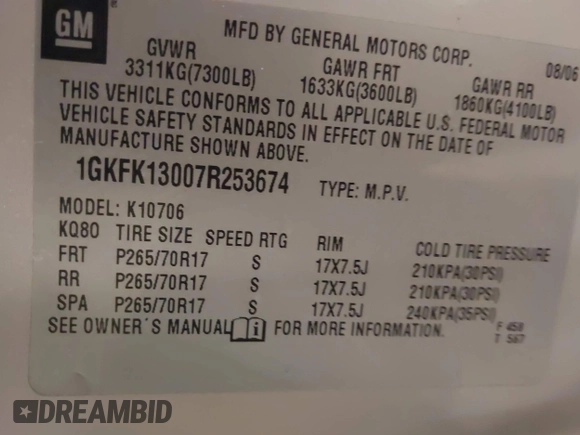 GM
MFD BY GENERAL MOTORS CORP.
08/06
GVWR GAWR FRT GAWR RR
3311KG(7300LB) 1633KG(3600LB) 1860KG(4100LB)
THIS VEHICLE CONFORMS TO ALL APPLICABLE U.S. FEDERAL MOTOR
VEHICLE SAFETY STANDARDS IN EFFECT ON THE DATE OF
MANUFACTURE SHOWN ABOVE.
1GKFK13007R253674 TYPE: M.P.V.
MODEL: K10706
KQ80 TIRE SIZE SPEED RTG RIM COLD TIRE PRESSURE
FRT P265/70R17 S 17X7.5J 210KPA(30PSI)
RR P265/70R17 S 17X7.5J 210KPA(30PSI)
SPA P265/70R17 S 17X7.5J 240KPA(35PSI)
SEE OWNER'S MANUAL i FOR MORE INFORMATION.
F 458
T 567
DREAMBID